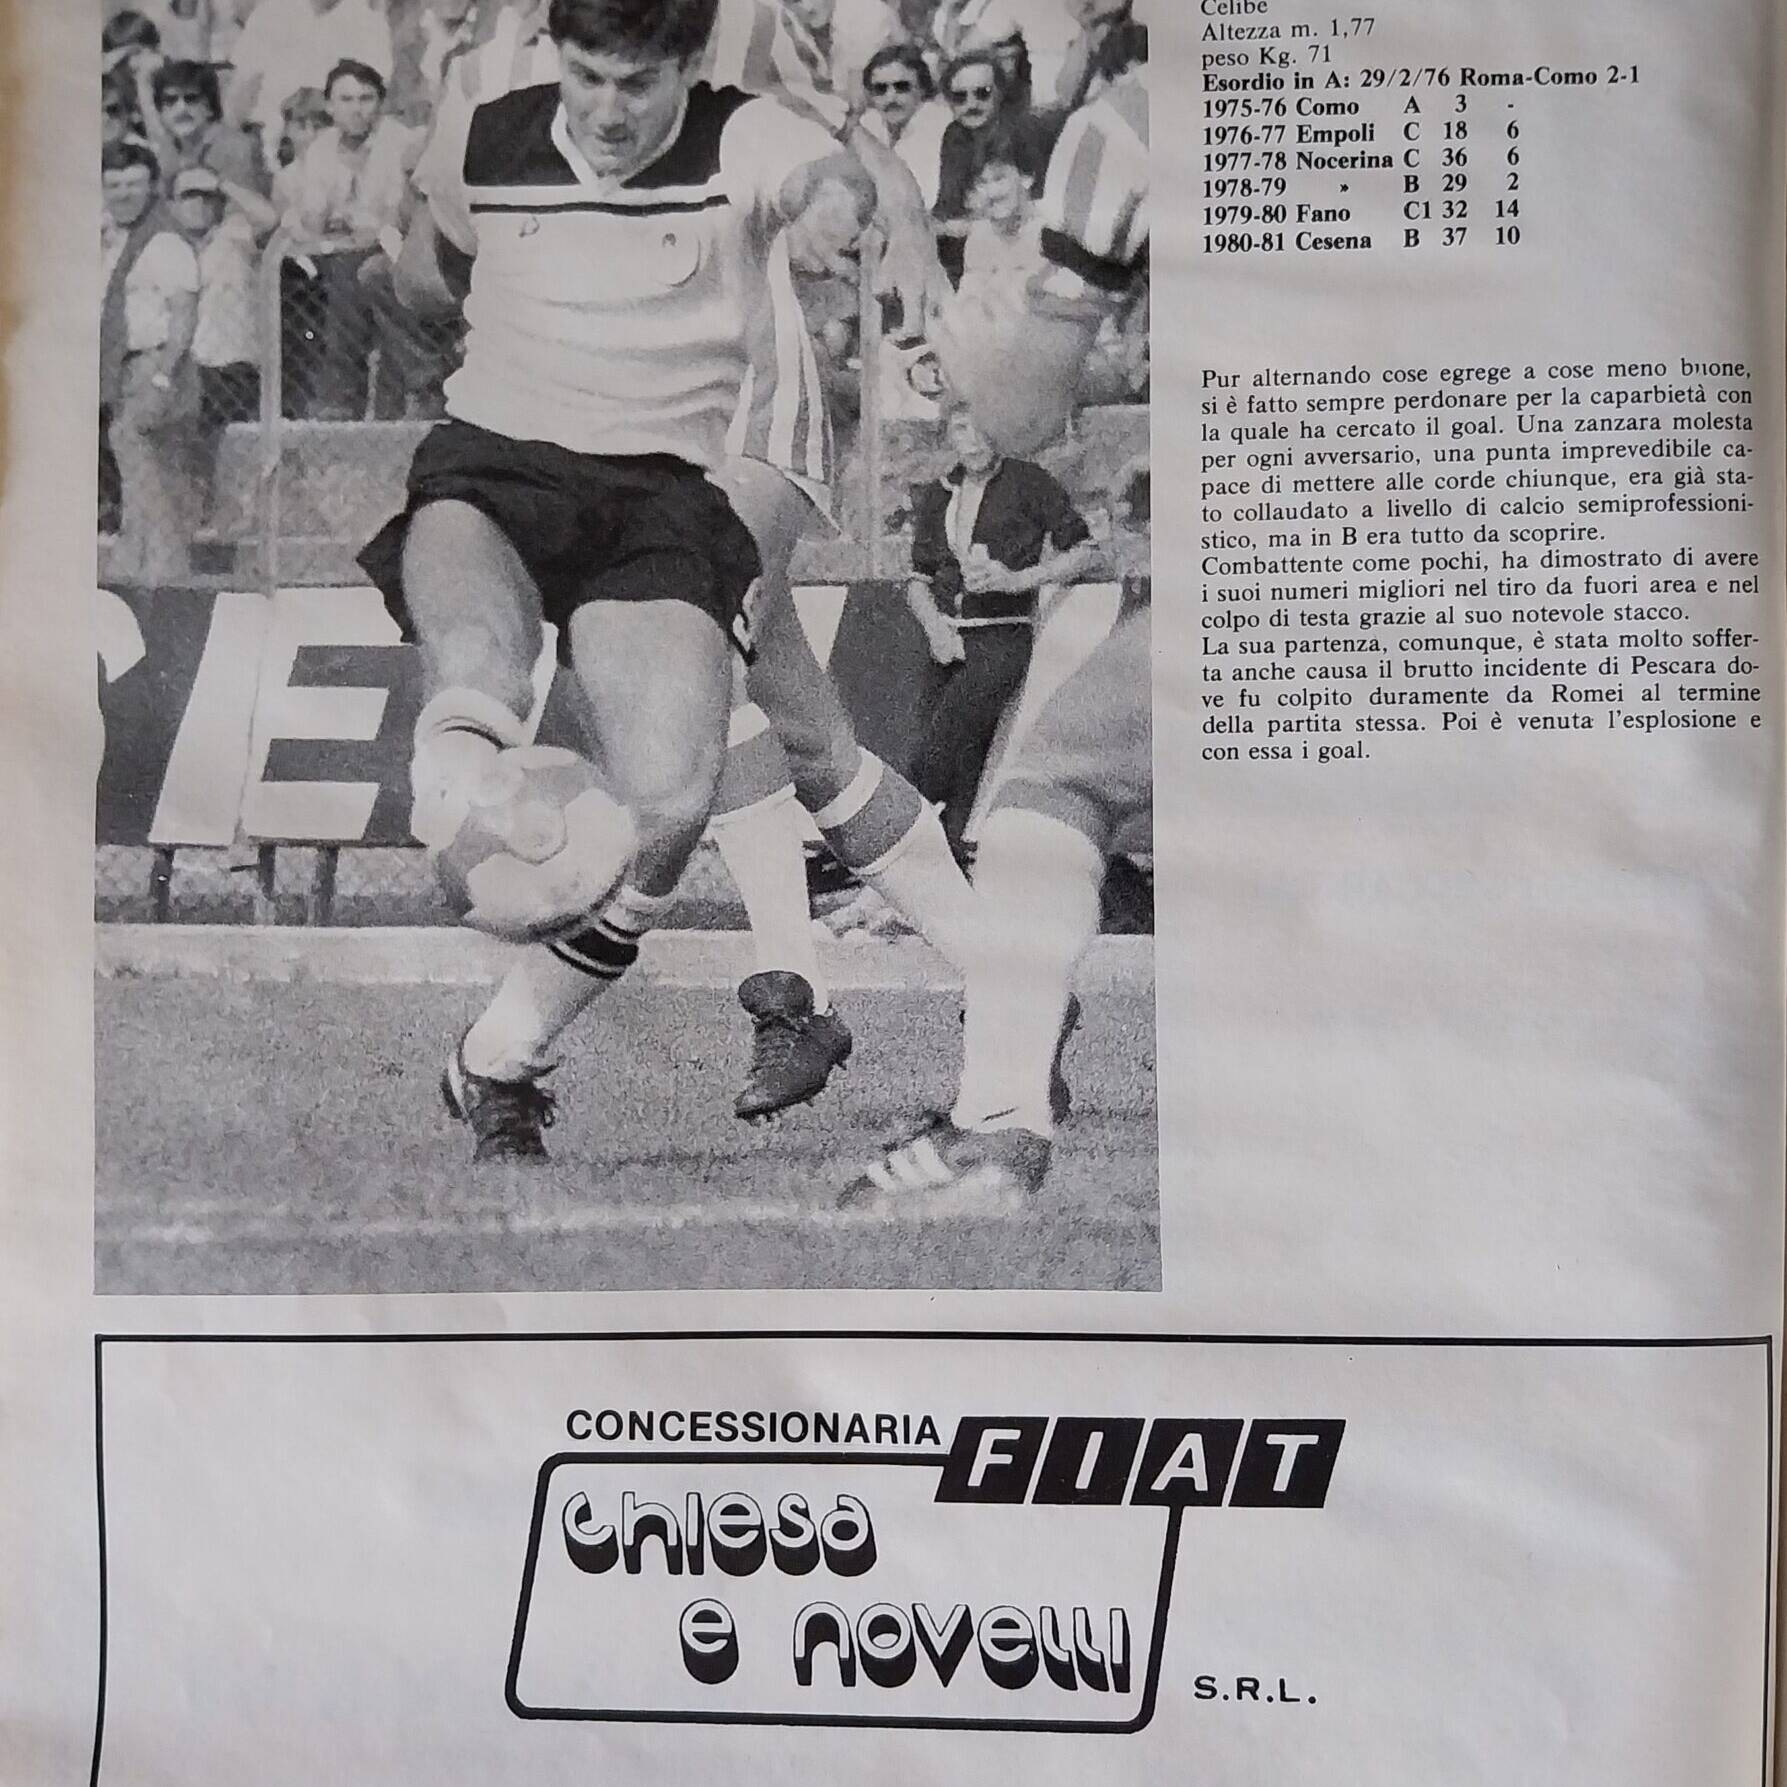 Celibe
Altezza m. 1,77
peso Kg. 71
Esordio in A: 29/2/76 Roma-Como 2-1
1975-76 Como A 3 -
1976-77 Empoli C 18 6
1977-78 Nocerina C 36 6
1978-79 » B 29 2
1979-80 Fano C1 32 14
1980-81 Cesena B 37 10
Pur alternando cose egrege a cose meno buone,
si è fatto sempre perdonare per la caparbietà con
la quale ha cercato il goal. Una zanzara molesta
per ogni avversario, una punta imprevedibile ca-
pace di mettere alle corde chiunque, era già sta-
to collaudato a livello di calcio semiprofessioni-
stico, ma in B era tutto da scoprire.
Combattente come pochi, ha dimostrato di avere
i suoi numeri migliori nel tiro da fuori area e nel
colpo di testa grazie al suo notevole stacco.
La sua partenza, comunque, è stata molto soffer-
ta anche causa il brutto incidente di Pescara do-
ve fu colpito duramente da Romei al termine
della partita stessa. Poi è venuta l'esplosione e
con essa i goal.
CONCESSIONARIA FIAT
chiesa
e novelli
S.R.L.